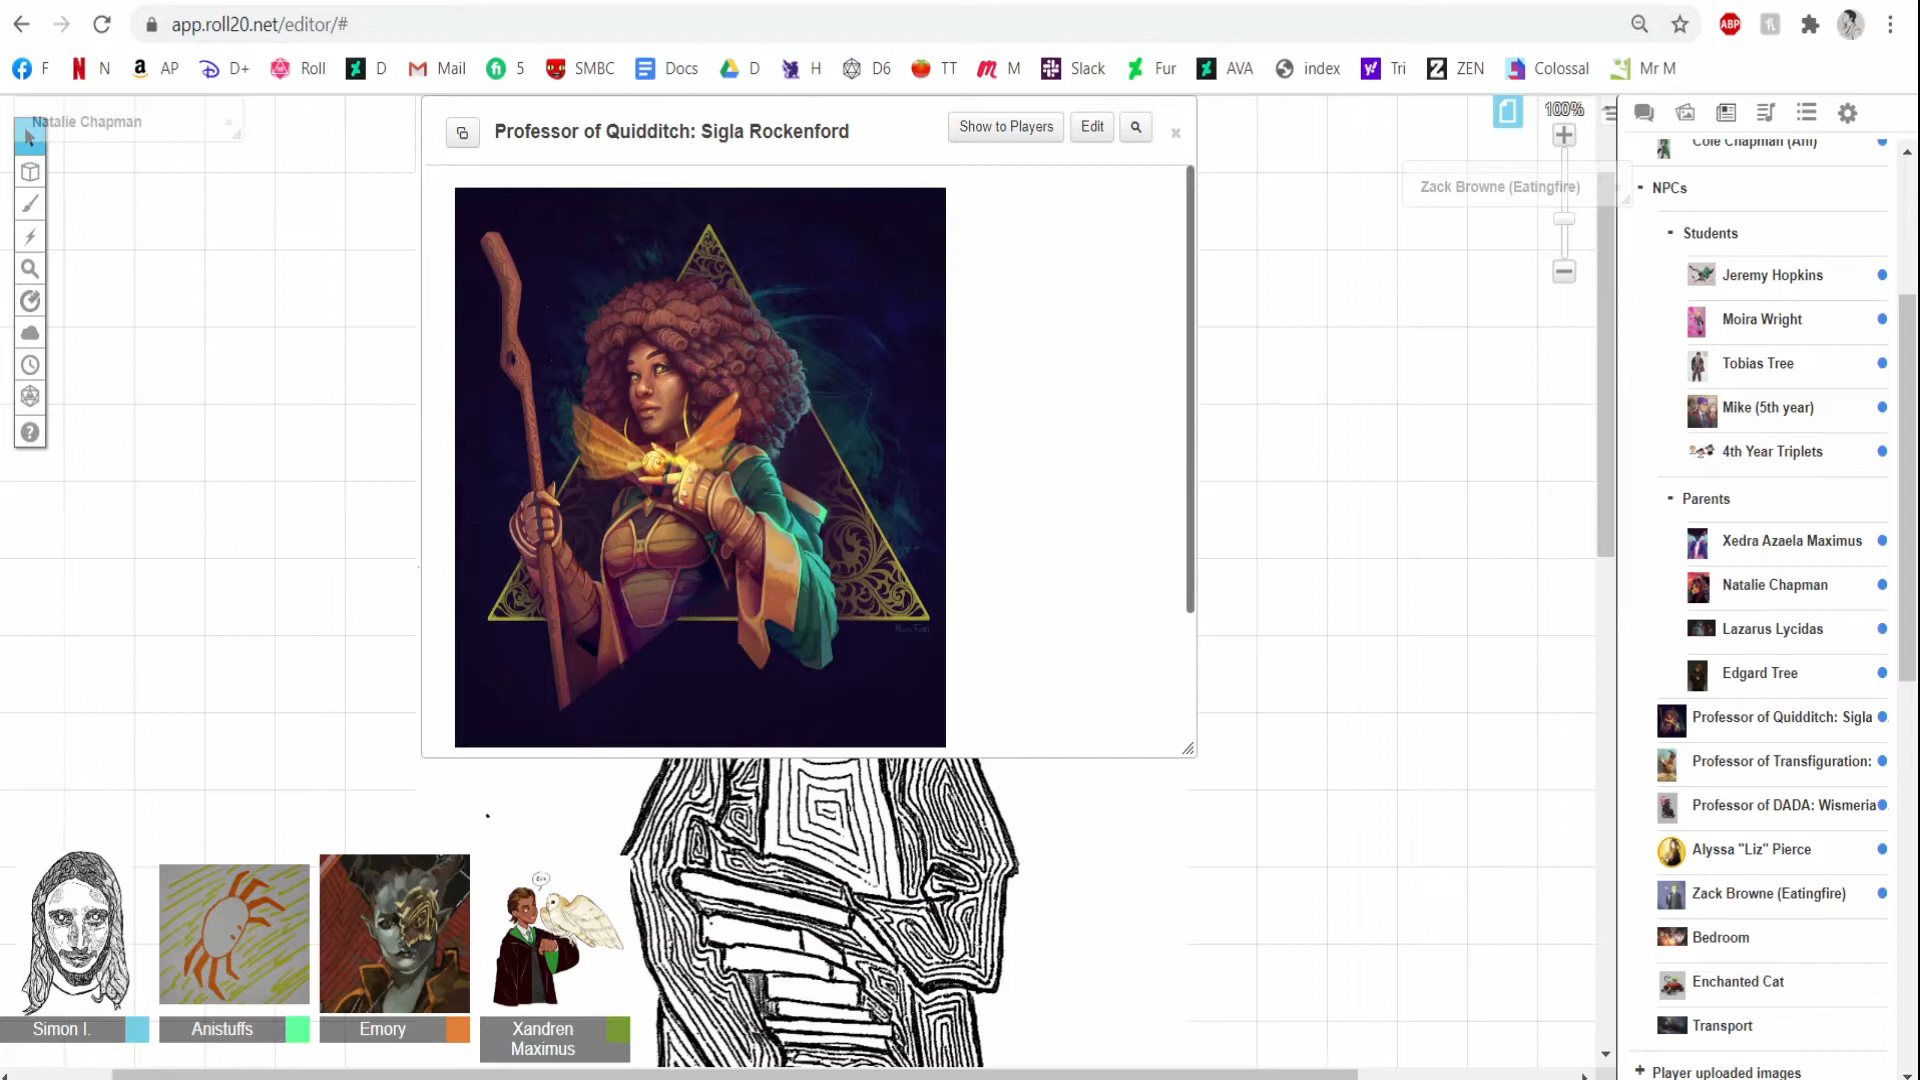 app.roll20.net/editor/#
F N AP D+ Roll D Mail 5 SMBC Docs D H D6 TT M Slack Fur AVA index Tri ZEN Colossal Mr M
ABP
Natalie Chapman
Professor of Quidditch: Sigla Rockenford
Show to Players
Edit
100%
Zack Browne (Eatingfire)
Cole Chapman (Ani)
NPCs
Students
Jeremy Hopkins
Moira Wright
Tobias Tree
Mike (5th year)
4th Year Triplets
Parents
Xedra Azaela Maximus
Natalie Chapman
Lazarus Lycidas
Edgard Tree
Professor of Quidditch: Sigla
Professor of Transfiguration:
Professor of DADA: Wismeria
Alyssa "Liz" Pierce
Zack Browne (Eatingfire)
Bedroom
Enchanted Cat
Transport
Player uploaded images
Simon I.
Anistuffs
Emory
Xandren
Maximus